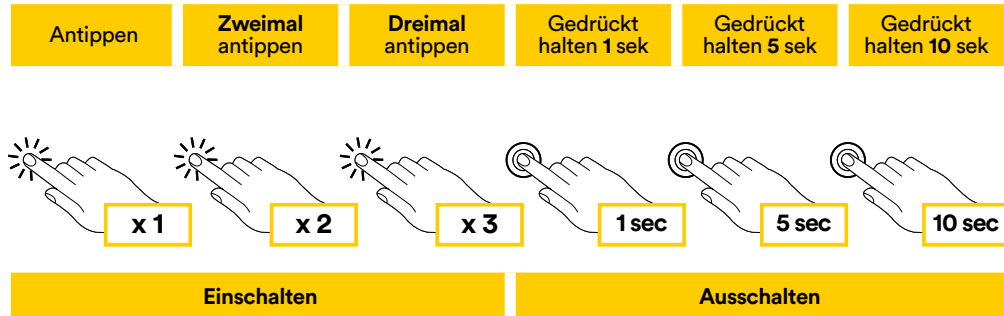 Antippen
Zweimal
antippen
Dreimal
antippen
Gedrückt
halten 1 sek
Gedrückt
halten 5 sek
Gedrückt
halten 10 sek
x 1
x 2
x 3
1 sec
5 sec
10 sec
Einschalten
Ausschalten